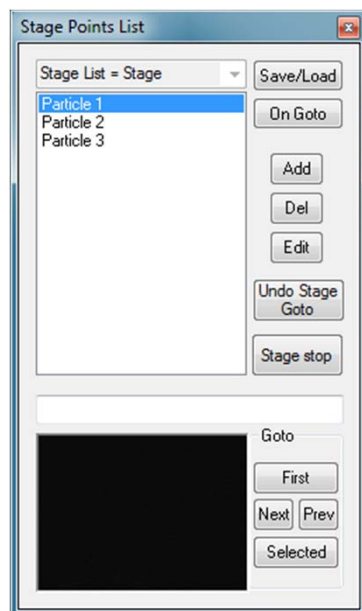 Stage Points List
Stage List = Stage
Save/Load
Particle 1
Particle 2
Particle 3
On Goto
Add
Del
Edit
Undo Stage
Goto
Stage stop
Goto
First
Next
Prev
Selected